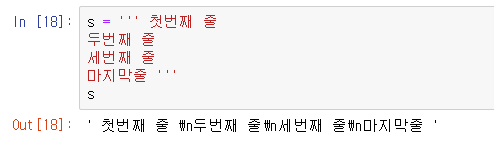 In [18]: s = ''' 첫번째 줄
두번째 줄
세번째 줄
마지막줄 '''
s
Out[18]: ' 첫번째 줄 ₩n두번째 줄₩n세번째 줄₩n마지막줄 '